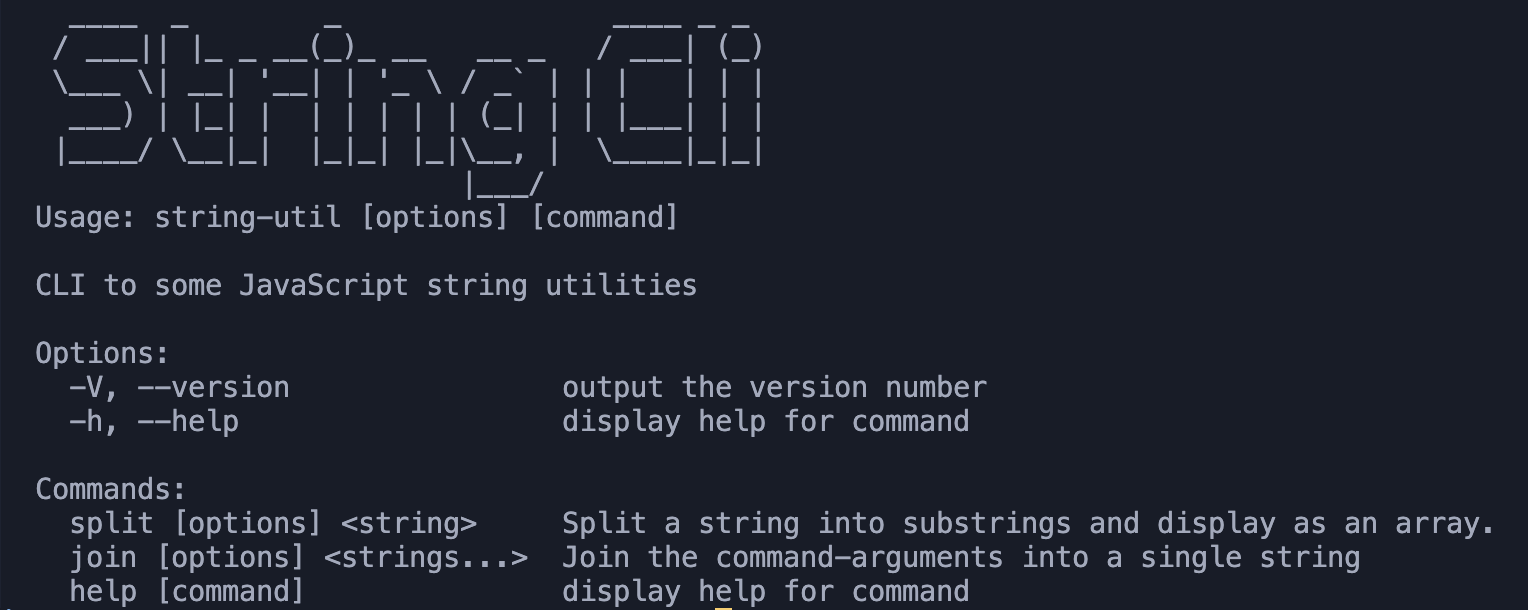 String Cli
Usage: string-util [options] [command]
CLI to some JavaScript string utilities
Options:
-V, --version output the version number
-h, --help display help for command
Commands:
split [options] <string> Split a string into substrings and display as an array.
join [options] <strings...> Join the command-arguments into a single string
help [command] display help for command